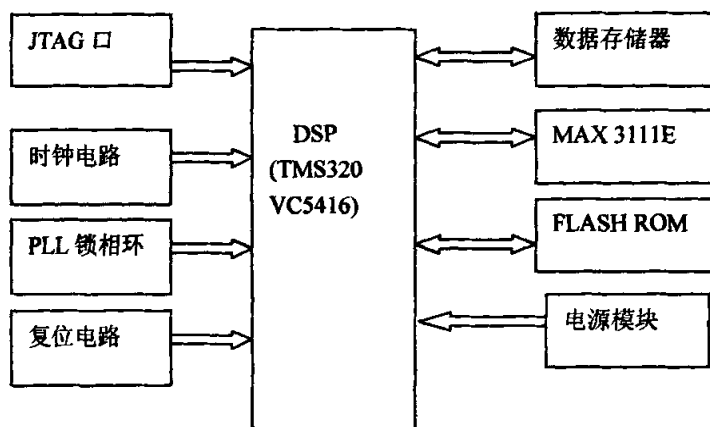 JTAG 口
时钟电路
PLL 锁相环
复位电路
DSP
(TMS320
VC5416)
数据存储器
MAX 3111E
FLASH ROM
电源模块